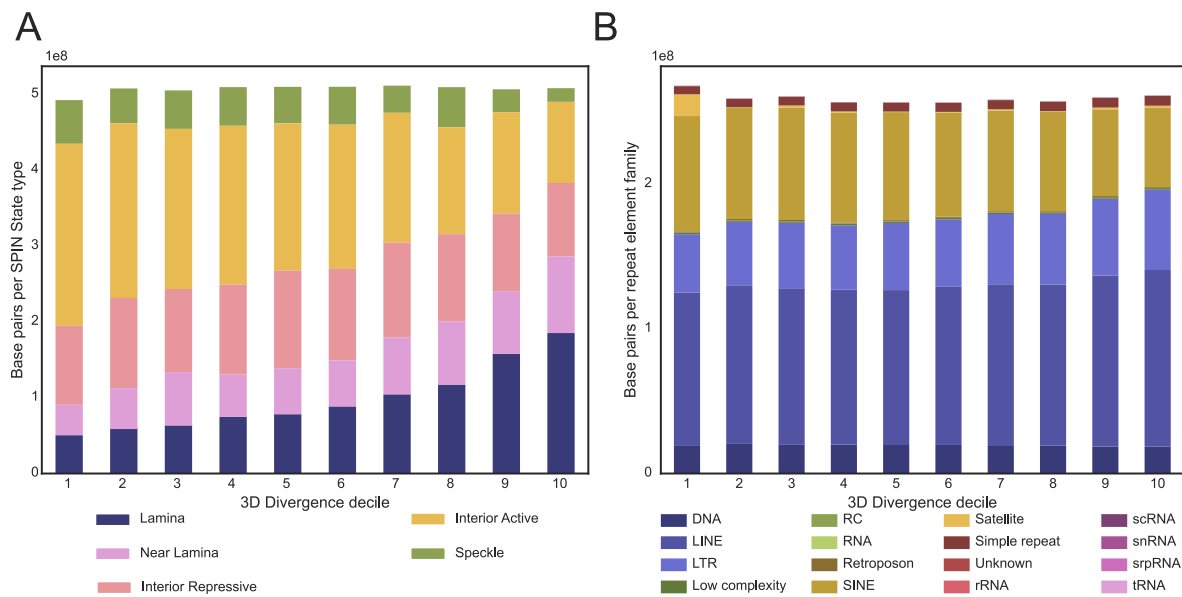 A
1e8
Base pairs per SPIN State type
5
4
3
2
1
0
1 2 3 4 5 6 7 8 9 10
3D Divergence decile
Lamina
Near Lamina
Interior Repressive
Interior Active
Speckle
B
1e8
Base pairs per repeat element family
2
1
0
1 2 3 4 5 6 7 8 9 10
3D Divergence decile
DNA
LINE
LTR
Low complexity
RC
RNA
Retroposon
SINE
Satellite
Simple repeat
Unknown
rRNA
scRNA
snRNA
srpRNA
tRNA